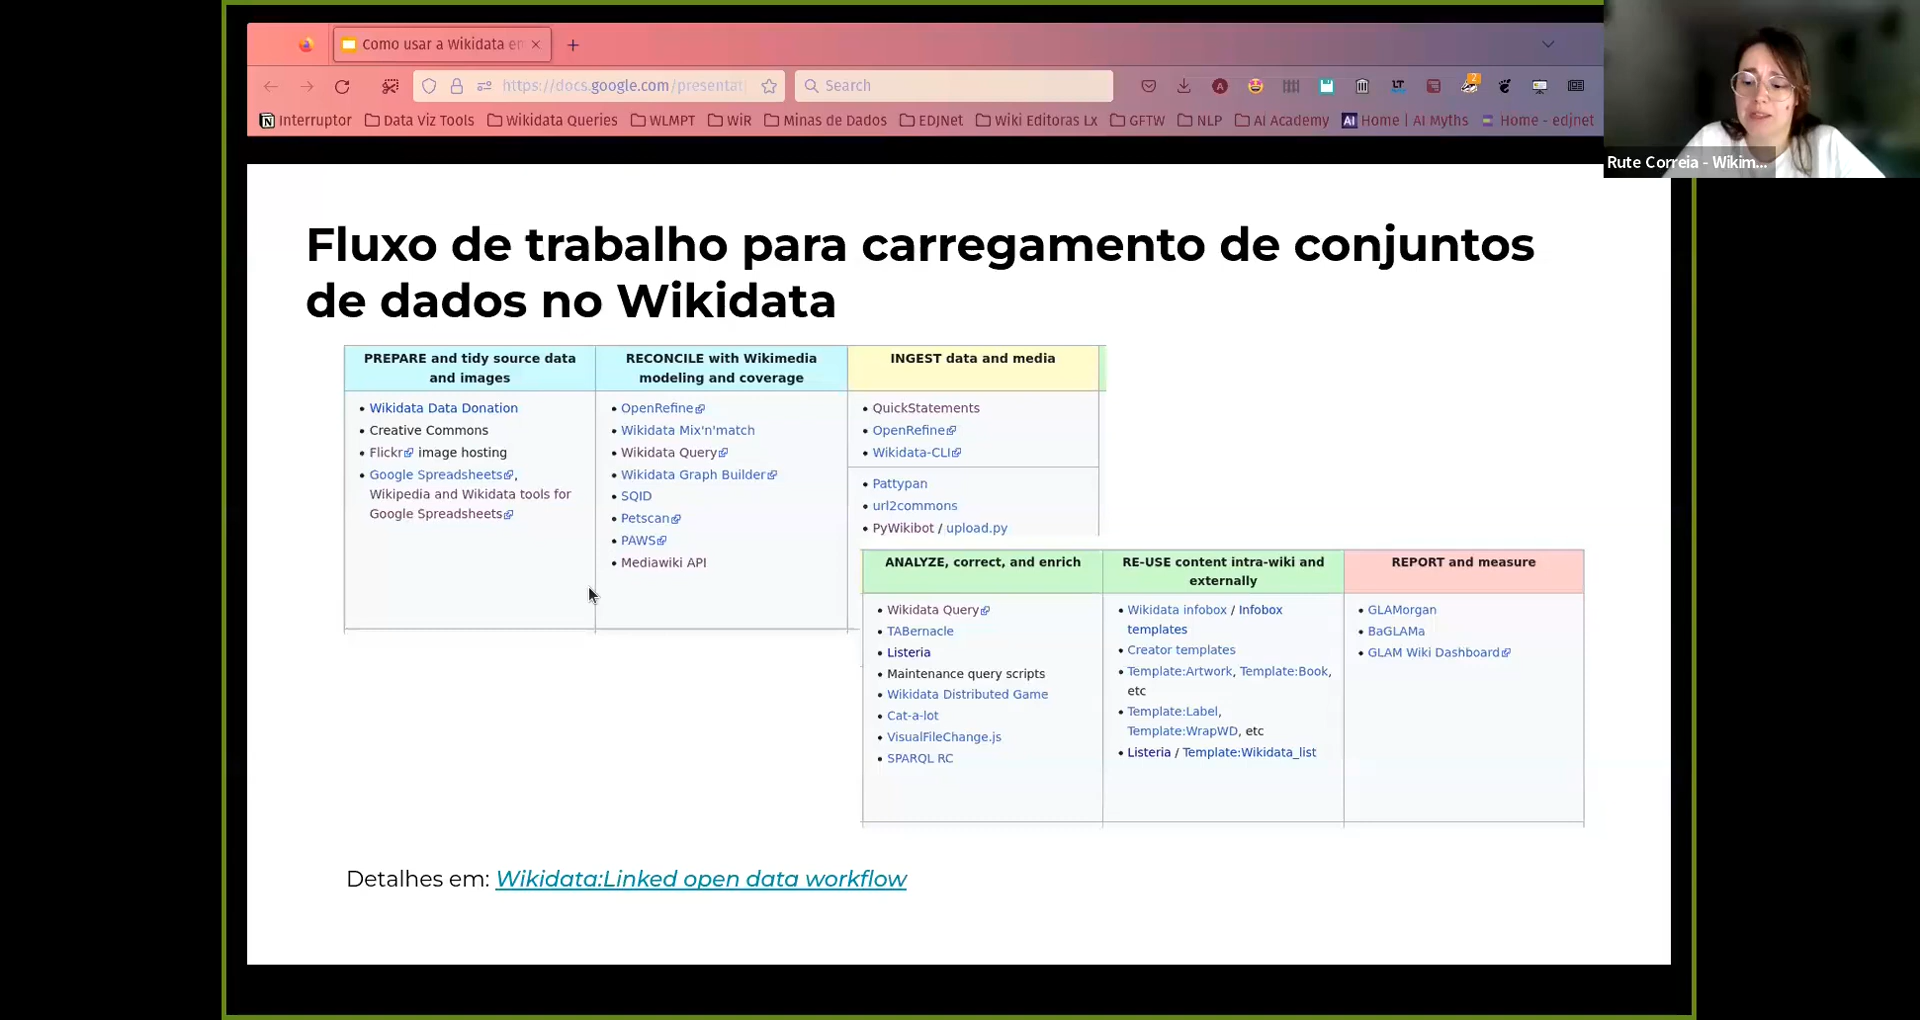 Como usar a Wikidata em
https://docs.google.com/presentat
Search
Interruptor
Data Viz Tools
Wikidata Queries
WLMPT
WiR
Minas de Dados
EDJNet
Wiki Editoras Lx
GFTW
NLP
AI Academy
AI
Home | AI Myths
Home - edjnet
Rute Correia - Wikim...
Fluxo de trabalho para carregamento de conjuntos
de dados no Wikidata
PREPARE and tidy source data
and images
• Wikidata Data Donation
• Creative Commons
• Flickr image hosting
• Google Spreadsheets,
Wikipedia and Wikidata tools for
Google Spreadsheets
RECONCILE with Wikimedia
modeling and coverage
• OpenRefine
• Wikidata Mix'n'match
• Wikidata Query
• Wikidata Graph Builder
• SQID
• Petscan
• PAWS
• Mediawiki API
INGEST data and media
• QuickStatements
• OpenRefine
• Wikidata-CLI
• Pattypan
• url2commons
• PyWikibot / upload.py
ANALYZE, correct, and enrich
• Wikidata Query
• TABernacle
• Listeria
• Maintenance query scripts
• Wikidata Distributed Game
• Cat-a-lot
• VisualFileChange.js
• SPARQL RC
RE-USE content intra-wiki and
externally
• Wikidata infobox / Infobox
templates
• Creator templates
• Template:Artwork, Template:Book,
etc
• Template:Label,
Template:WrapWD, etc
• Listeria / Template:Wikidata_list
REPORT and measure
• GLAMorgan
• BaGLAMa
• GLAM Wiki Dashboard
Detalhes em: Wikidata:Linked open data workflow